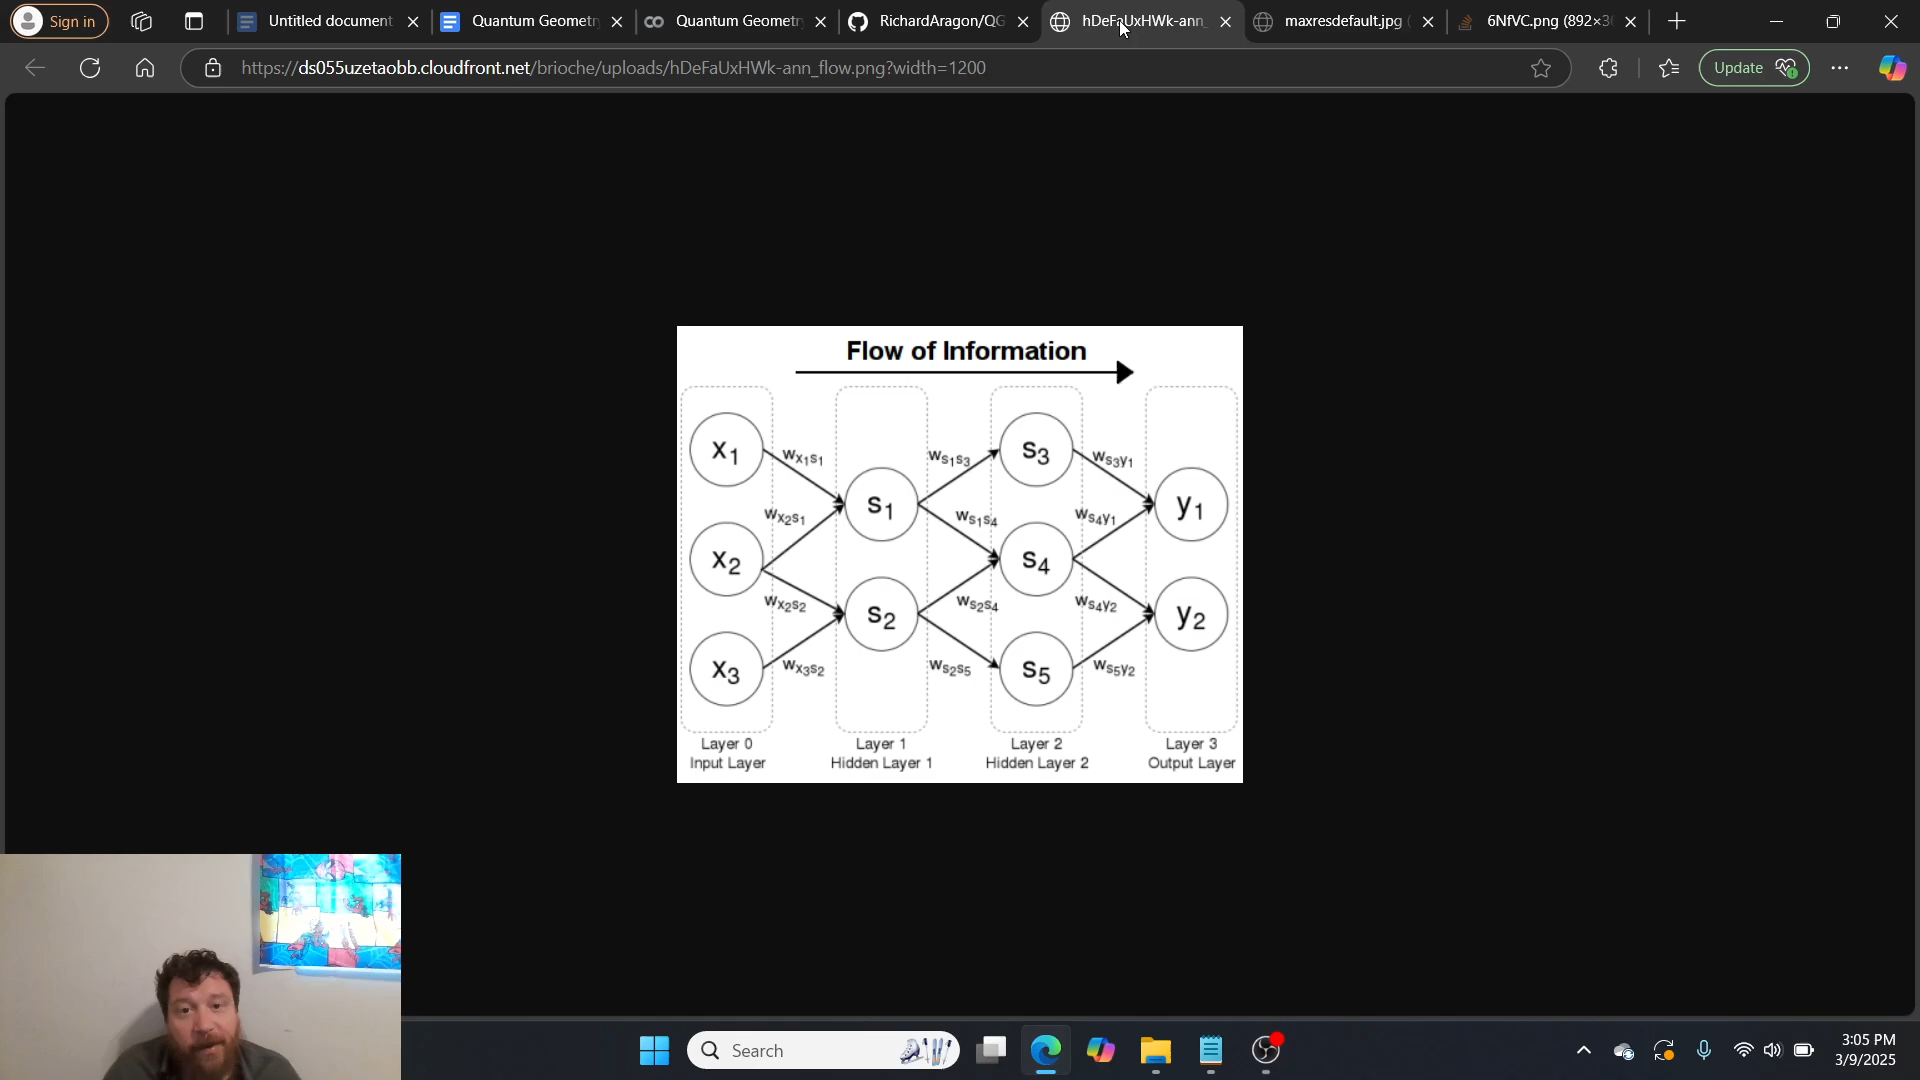 Sign in
Untitled document
Quantum Geometr
Quantum Geometr
RichardAragon/QG
hDeFaUxHWk-ann_
maxresdefault.jpg (
6NfVC.png (892×3
https://ds055uzetaobb.cloudfront.net/brioche/uploads/hDeFaUxHWk-ann_flow.png?width=1200
Update
Flow of Information
x1
x2
x3
wx1s1
wx2s1
wx2s2
wx3s2
s1
s2
ws1s3
ws1s4
ws2s4
ws2s5
s3
s4
s5
ws3y1
ws4y1
ws4y2
ws5y2
y1
y2
Layer 0
Input Layer
Layer 1
Hidden Layer 1
Layer 2
Hidden Layer 2
Layer 3
Output Layer
Search
3:05 PM
3/9/2025